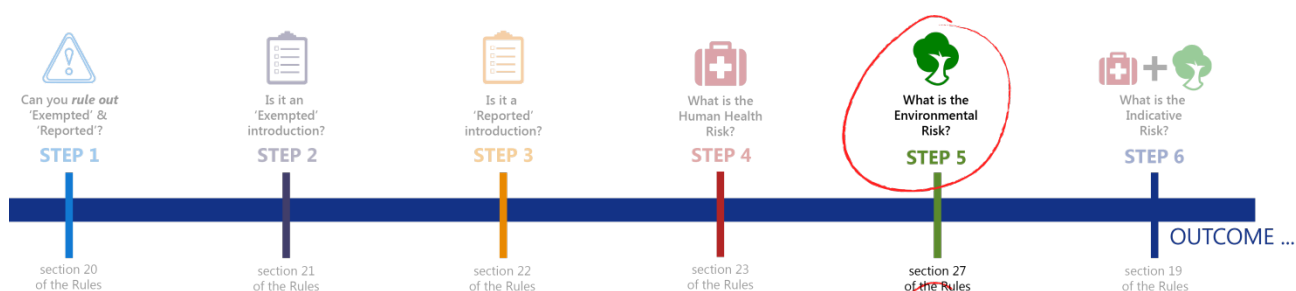 Can you rule out
'Exempted' &
'Reported'?
STEP 1
section 20
of the Rules
Is it an
'Exempted'
introduction?
STEP 2
section 21
of the Rules
Is it a
'Reported'
introduction?
STEP 3
section 22
of the Rules
What is the
Human Health
Risk?
STEP 4
section 23
of the Rules
What is the
Environmental
Risk?
STEP 5
section 27
of the Rules
What is the
Indicative
Risk?
STEP 6
section 19
of the Rules
OUTCOME ...